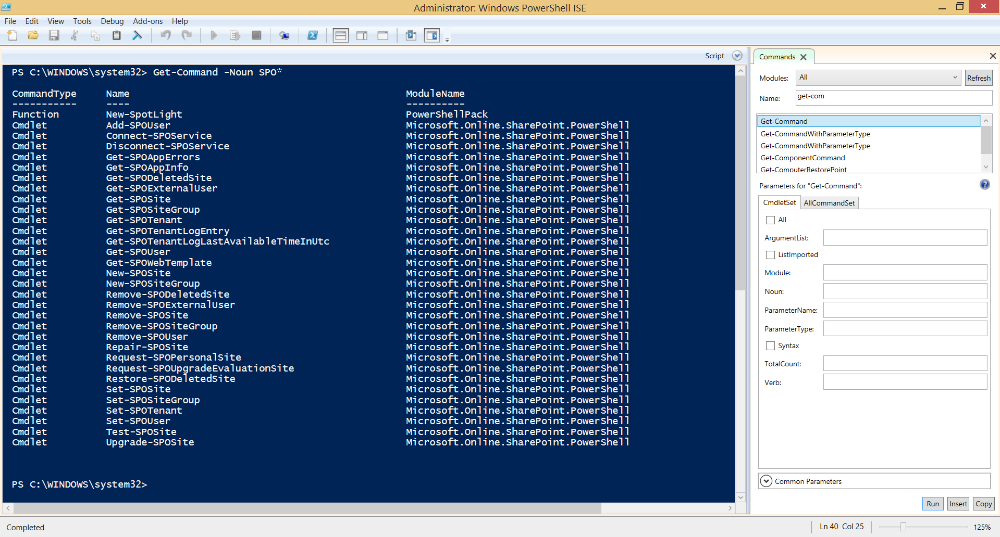 Administrator: Windows PowerShell ISE
File Edit View Tools Debug Add-ons Help
Script
PS C:\WINDOWS\system32> Get-Command -Noun SPO*
CommandType Name ModuleName
----------- ---- ----------
Function New-SpotLight PowerShellPack
Cmdlet Add-SPOUser Microsoft.Online.SharePoint.PowerShell
Cmdlet Connect-SPOService Microsoft.Online.SharePoint.PowerShell
Cmdlet Disconnect-SPOService Microsoft.Online.SharePoint.PowerShell
Cmdlet Get-SPOAppErrors Microsoft.Online.SharePoint.PowerShell
Cmdlet Get-SPOAppInfo Microsoft.Online.SharePoint.PowerShell
Cmdlet Get-SPODeletedSite Microsoft.Online.SharePoint.PowerShell
Cmdlet Get-SPOExternalUser Microsoft.Online.SharePoint.PowerShell
Cmdlet Get-SPOSite Microsoft.Online.SharePoint.PowerShell
Cmdlet Get-SPOSiteGroup Microsoft.Online.SharePoint.PowerShell
Cmdlet Get-SPOTenant Microsoft.Online.SharePoint.PowerShell
Cmdlet Get-SPOTenantLogEntry Microsoft.Online.SharePoint.PowerShell
Cmdlet Get-SPOTenantLogLastAvailableTimeInUtc Microsoft.Online.SharePoint.PowerShell
Cmdlet Get-SPOUser Microsoft.Online.SharePoint.PowerShell
Cmdlet Get-SPOWebTemplate Microsoft.Online.SharePoint.PowerShell
Cmdlet New-SPOSite Microsoft.Online.SharePoint.PowerShell
Cmdlet New-SPOSiteGroup Microsoft.Online.SharePoint.PowerShell
Cmdlet Remove-SPODeletedSite Microsoft.Online.SharePoint.PowerShell
Cmdlet Remove-SPOExternalUser Microsoft.Online.SharePoint.PowerShell
Cmdlet Remove-SPOSite Microsoft.Online.SharePoint.PowerShell
Cmdlet Remove-SPOSiteGroup Microsoft.Online.SharePoint.PowerShell
Cmdlet Remove-SPOUser Microsoft.Online.SharePoint.PowerShell
Cmdlet Repair-SPOSite Microsoft.Online.SharePoint.PowerShell
Cmdlet Request-SPOPersonalSite Microsoft.Online.SharePoint.PowerShell
Cmdlet Request-SPOUpgradeEvaluationSite Microsoft.Online.SharePoint.PowerShell
Cmdlet Restore-SPODeletedSite Microsoft.Online.SharePoint.PowerShell
Cmdlet Set-SPOSite Microsoft.Online.SharePoint.PowerShell
Cmdlet Set-SPOSiteGroup Microsoft.Online.SharePoint.PowerShell
Cmdlet Set-SPOTenant Microsoft.Online.SharePoint.PowerShell
Cmdlet Set-SPOUser Microsoft.Online.SharePoint.PowerShell
Cmdlet Test-SPOSite Microsoft.Online.SharePoint.PowerShell
Cmdlet Upgrade-SPOSite Microsoft.Online.SharePoint.PowerShell
PS C:\WINDOWS\system32>
Commands
Modules: All Refresh
Name: get-com
Get-Command
Get-CommandWithParameterType
Get-CommandWithParameterType
Get-ComponentCommand
Get-ComputerRestorePoint
Parameters for "Get-Command":
CmdletSet AllCommandSet
All
ArgumentList:
ListImported
Module:
Noun:
ParameterName:
ParameterType:
Syntax
TotalCount:
Verb:
Common Parameters
Run Insert Copy
Completed
Ln 40 Col 25
125%